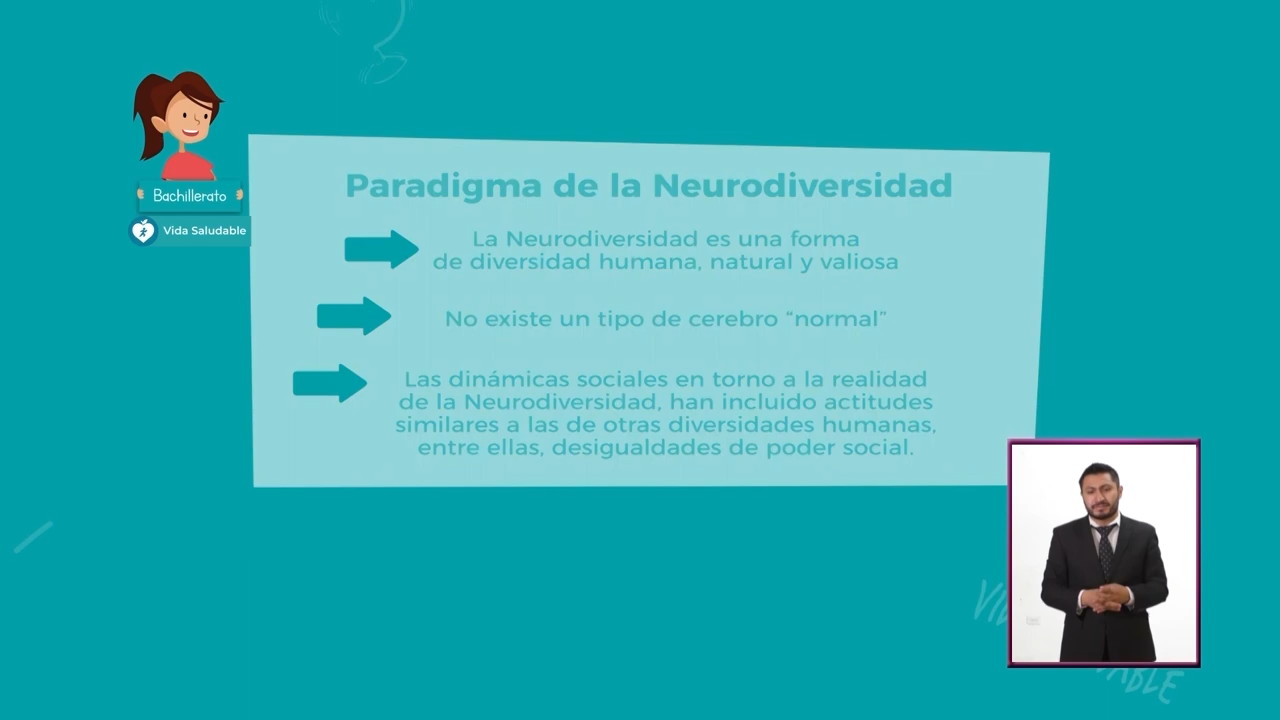 Bachillerato
Vida Saludable
Paradigma de la Neurodiversidad
La Neurodiversidad es una forma
de diversidad humana, natural y valiosa
No existe un tipo de cerebro “normal”
Las dinámicas sociales en torno a la realidad
de la Neurodiversidad, han incluido actitudes
similares a las de otras diversidades humanas,
entre ellas, desigualdades de poder social.